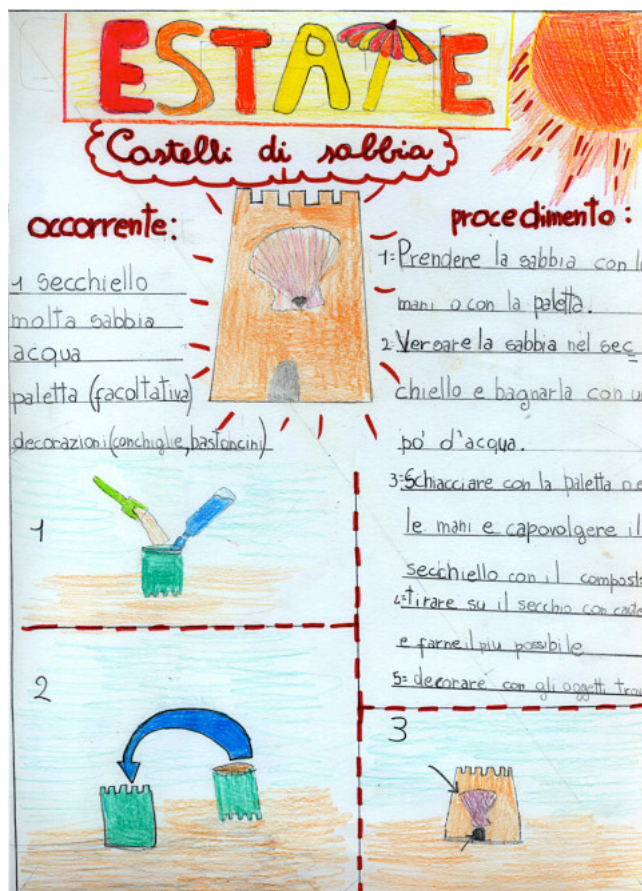 ESTATE
Castelli di sabbia
occorrente:
1 secchiello
molta sabbia
acqua
paletta (facoltativa)
decorazioni (conchiglie, bastoncini)
procedimento:
1= Prendere la sabbia con
mani o con la paletta.
2= Versare la sabbia nel sec
chiello e bagnarla con
po' d'acqua.
3= Schiacciare con la paletta
le mani e capovolgere il
secchiello con il
4= tirare su il secchio con
e farne il piu possibile
5= decorare con gli oggetti
1
2
3